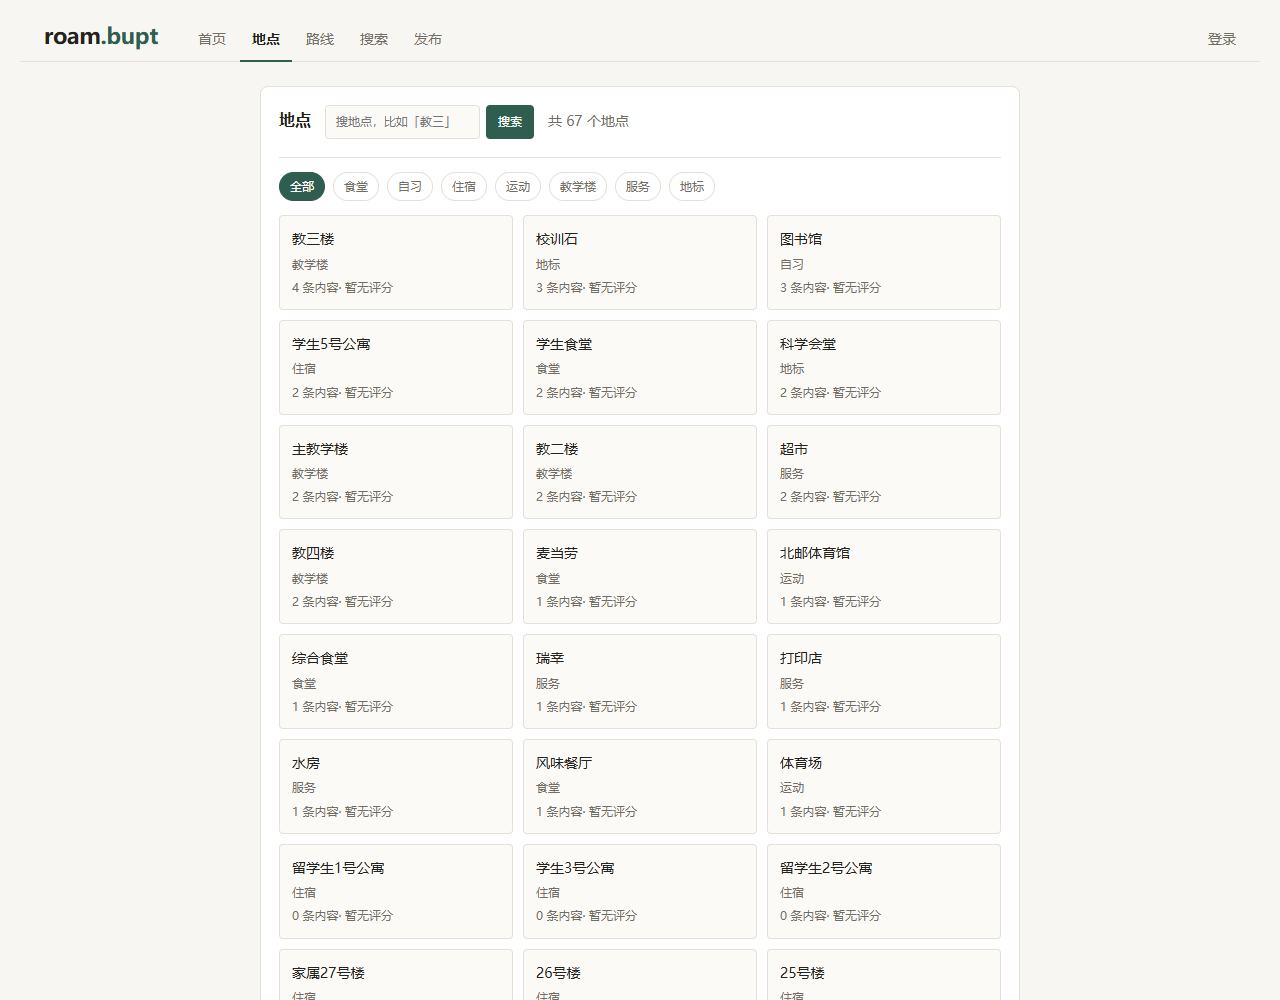 roam.bupt 首页 地点 路线 搜索 发布 登录
地点 搜地点，比如「教三」 搜索 共 67 个地点
全部 食堂 自习 住宿 运动 教学楼 服务 地标
教三楼 校训石 图书馆
教学楼 地标 自习
4 条内容· 暂无评分 3 条内容· 暂无评分 3 条内容· 暂无评分
学生5号公寓 学生食堂 科学会堂
住宿 食堂 地标
2 条内容· 暂无评分 2 条内容· 暂无评分 2 条内容· 暂无评分
主教学楼 教二楼 超市
教学楼 教学楼 服务
2 条内容· 暂无评分 2 条内容· 暂无评分 2 条内容· 暂无评分
教四楼 麦当劳 北邮体育馆
教学楼 食堂 运动
2 条内容· 暂无评分 1 条内容· 暂无评分 1 条内容· 暂无评分
综合食堂 瑞幸 打印店
食堂 服务 服务
1 条内容· 暂无评分 1 条内容· 暂无评分 1 条内容· 暂无评分
水房 风味餐厅 体育场
服务 食堂 运动
1 条内容· 暂无评分 1 条内容· 暂无评分 1 条内容· 暂无评分
留学生1号公寓 学生3号公寓 留学生2号公寓
住宿 住宿 住宿
0 条内容· 暂无评分 0 条内容· 暂无评分 0 条内容· 暂无评分
家属27号楼 26号楼 25号楼
住宿 住宿 住宿